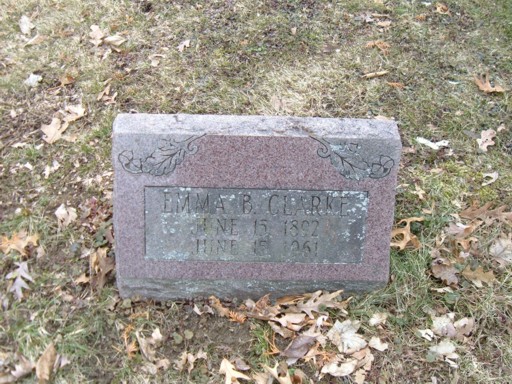 EMMA B. CLARKE
JUNE 15, 1892
JUNE 15, 1961